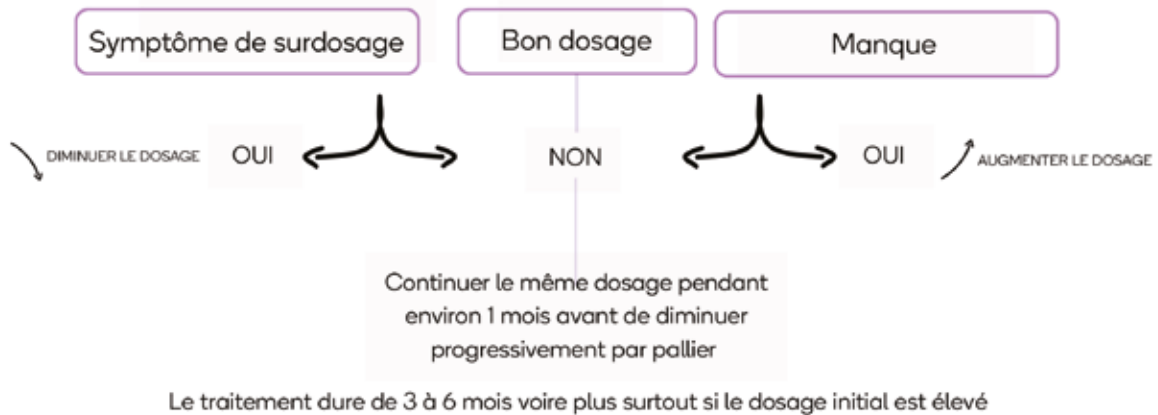 Symptôme de surdosage
Bon dosage
Manque
DIMINUER LE DOSAGE
OUI
NON
OUI
AUGMENTER LE DOSAGE
Continuer le même dosage pendant
environ 1 mois avant de diminuer
progressivement par pallier
Le traitement dure de 3 à 6 mois voire plus surtout si le dosage initial est élevé